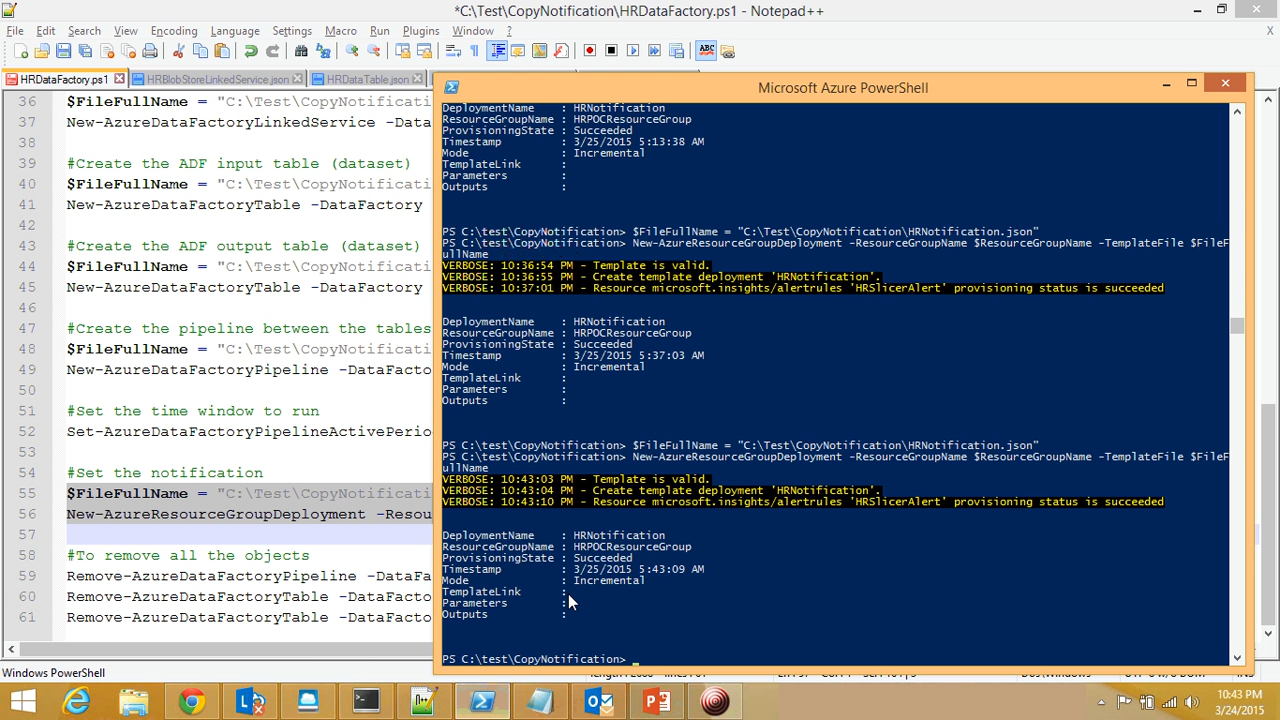 *C:\Test\CopyNotification\HRDataFactory.ps1 - Notepad++
File Edit Search View Encoding Language Settings Macro Run Plugins Window ?
X
HRDataFactory.ps1 HRBlobStoreLinkedService.json HRDataTable.json
Microsoft Azure PowerShell
36 $FileFullName = "C:\Test\CopyNotificati
37 New-AzureDataFactoryLinkedService -Data
38
39 #Create the ADF input table (dataset)
40 $FileFullName = "C:\Test\CopyNotificati
41 New-AzureDataFactoryTable -DataFactory
42
43 #Create the ADF output table (dataset)
44 $FileFullName = "C:\Test\CopyNotificati
45 New-AzureDataFactoryTable -DataFactory
46
47 #Create the pipeline between the tables
48 $FileFullName = "C:\Test\CopyNotificati
49 New-AzureDataFactoryPipeline -DataFacto
50
51 #Set the time window to run
52 Set-AzureDataFactoryPipelineActivePerio
53
54 #Set the notification
55 $FileFullName = "C:\Test\CopyNotificati
56 New-AzureResourceGroupDeployment -Resou
57
58 #To remove all the objects
59 Remove-AzureDataFactoryPipeline -DataFa
60 Remove-AzureDataFactoryTable -DataFacto
61 Remove-AzureDataFactoryTable -DataFacto
DeploymentName : HRNotification
ResourceGroupName : HRPOCResourceGroup
ProvisioningState : Succeeded
Timestamp : 3/25/2015 5:13:38 AM
Mode : Incremental
TemplateLink :
Parameters :
Outputs :
PS C:\test\CopyNotification> $FileFullName = "C:\Test\CopyNotification\HRNotification.json"
PS C:\test\CopyNotification> New-AzureResourceGroupDeployment -ResourceGroupName $ResourceGroupName -TemplateFile $FileF
ullName
VERBOSE: 10:36:54 PM - Template is valid.
VERBOSE: 10:36:55 PM - Create template deployment 'HRNotification'.
VERBOSE: 10:37:01 PM - Resource microsoft.insights/alertrules 'HRSlicerAlert' provisioning status is succeeded
DeploymentName : HRNotification
ResourceGroupName : HRPOCResourceGroup
ProvisioningState : Succeeded
Timestamp : 3/25/2015 5:37:03 AM
Mode : Incremental
TemplateLink :
Parameters :
Outputs :
PS C:\test\CopyNotification> $FileFullName = "C:\Test\CopyNotification\HRNotification.json"
PS C:\test\CopyNotification> New-AzureResourceGroupDeployment -ResourceGroupName $ResourceGroupName -TemplateFile $FileF
ullName
VERBOSE: 10:43:03 PM - Template is valid.
VERBOSE: 10:43:04 PM - Create template deployment 'HRNotification'.
VERBOSE: 10:43:10 PM - Resource microsoft.insights/alertrules 'HRSlicerAlert' provisioning status is succeeded
DeploymentName : HRNotification
ResourceGroupName : HRPOCResourceGroup
ProvisioningState : Succeeded
Timestamp : 3/25/2015 5:43:09 AM
Mode : Incremental
TemplateLink :
Parameters :
Outputs :
PS C:\test\CopyNotification>
Windows PowerShell
10:43 PM
3/24/2015